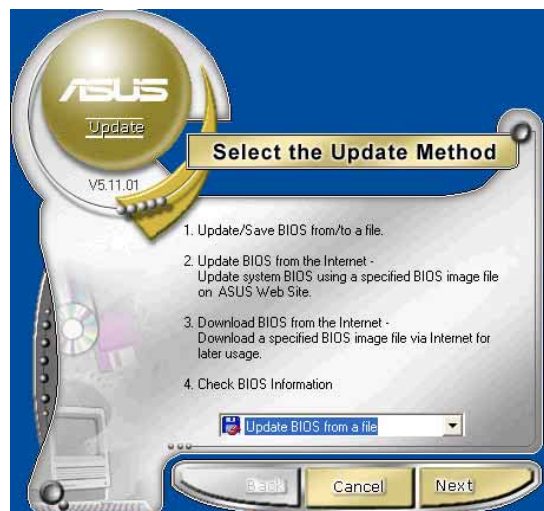 ASUS
Update
V5.11.01
Select the Update Method
1. Update/Save BIOS from/to a file.
2. Update BIOS from the Internet -
Update system BIOS using a specified BIOS image file
on ASUS Web Site.
3. Download BIOS from the Internet -
Download a specified BIOS image file via Internet for
later usage.
4. Check BIOS Information
Update BIOS from a file
Back Cancel Next